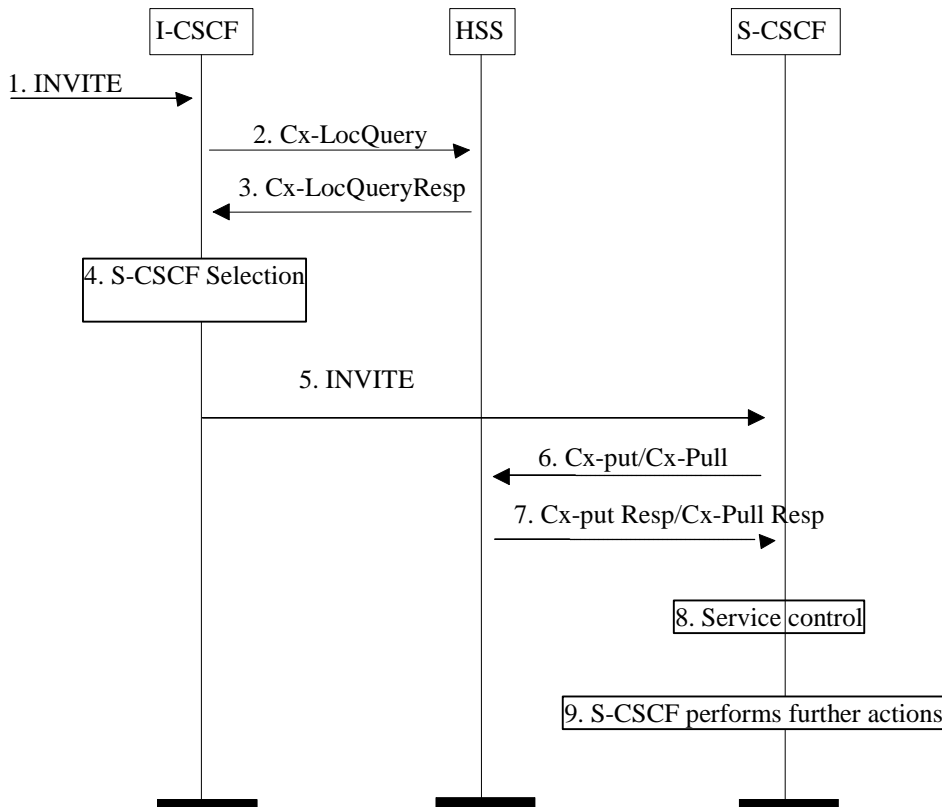 I-CSCF
HSS
S-CSCF
1. INVITE
2. Cx-LocQuery
3. Cx-LocQueryResp
4. S-CSCF Selection
5. INVITE
6. Cx-put/Cx-Pull
7. Cx-put Resp/Cx-Pull Resp
8. Service control
9. S-CSCF performs further actions